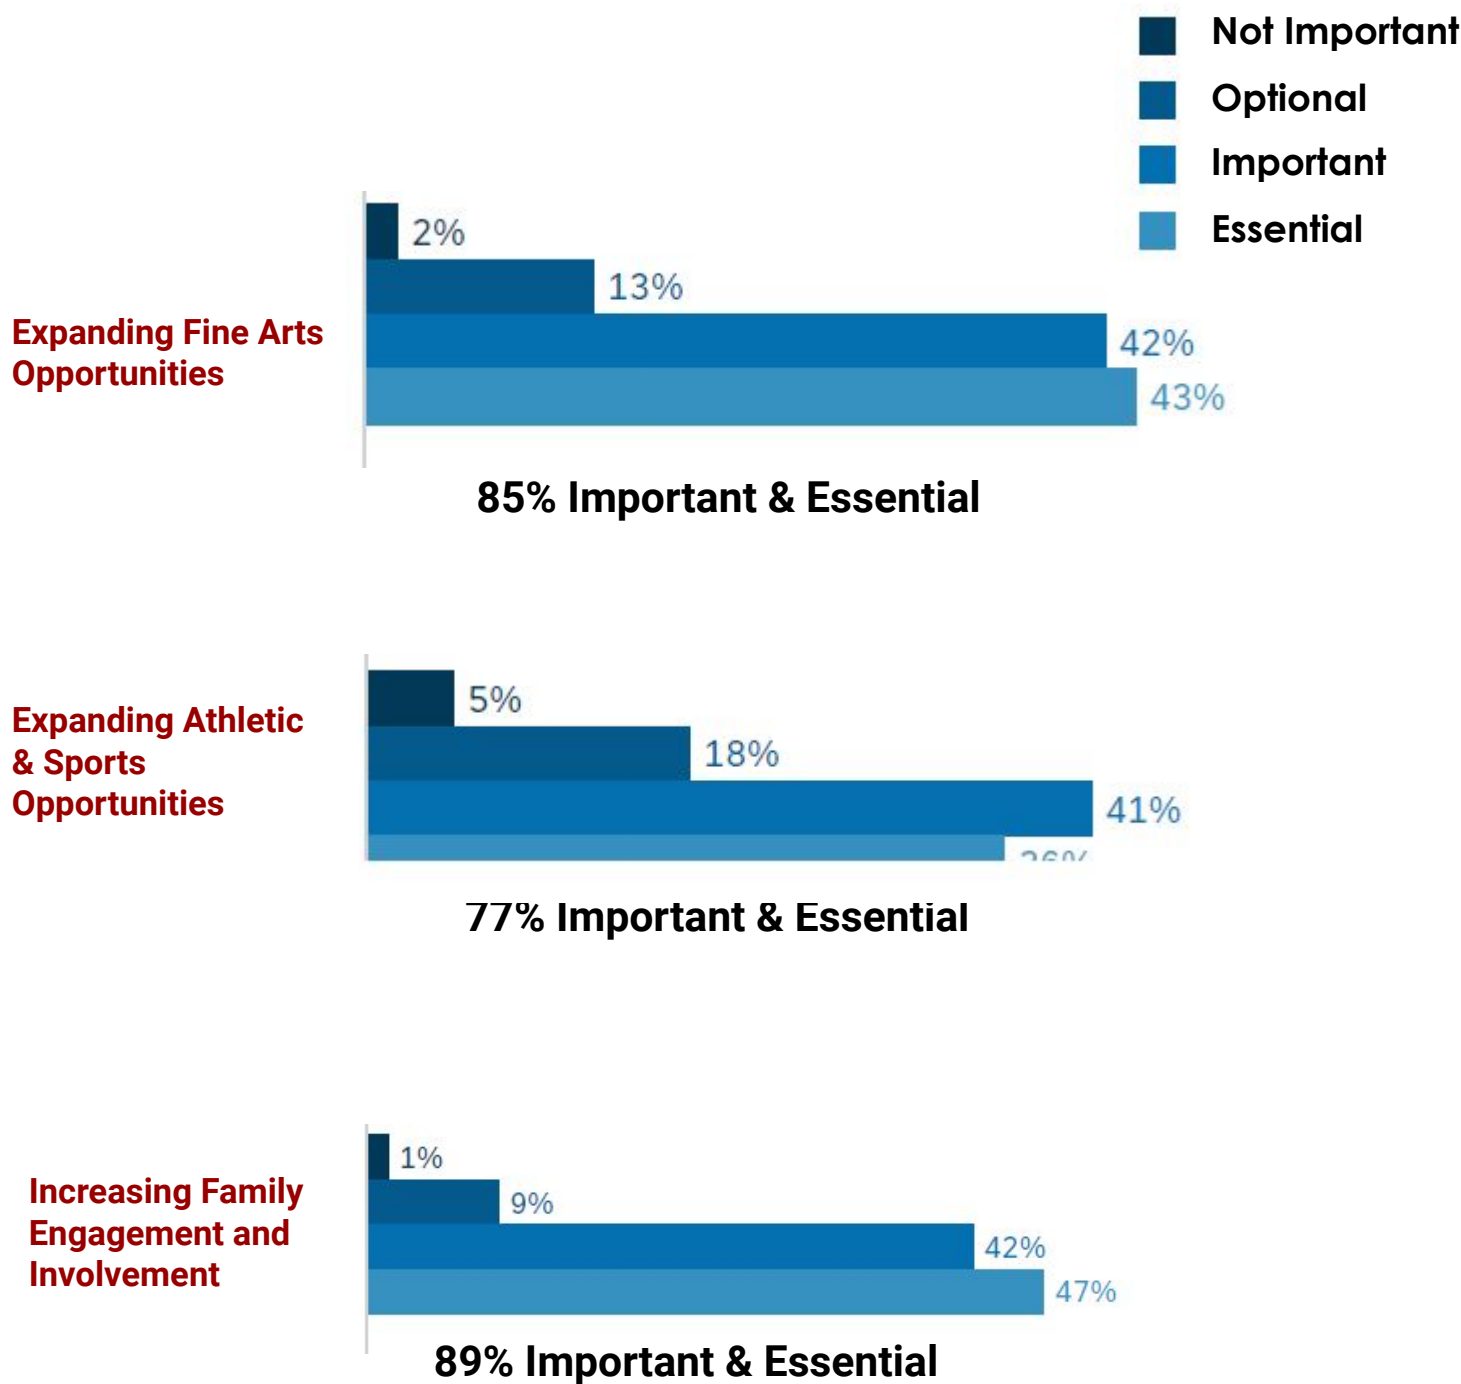 Not Important
Optional
Important
Essential
2%
13%
42%
43%
Expanding Fine Arts
Opportunities
85% Important & Essential
5%
18%
41%
36%
Expanding Athletic
& Sports
Opportunities
77% Important & Essential
1%
9%
42%
47%
Increasing Family
Engagement and
Involvement
89% Important & Essential